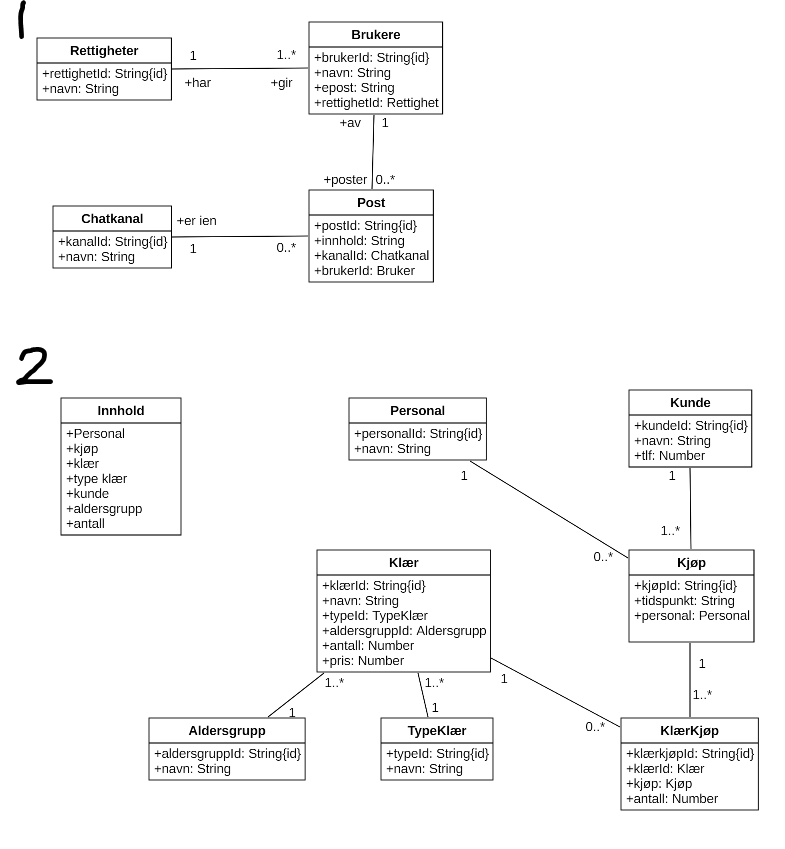 1
Rettigheter
+rettighetId: String{id}
+navn: String
1
+har
1..*
+gir
Brukere
+brukerId: String{id}
+navn: String
+epost: String
+rettighetId: Rettighet
+av
1
+poster
0..*
Chatkanal
+kanalId: String{id}
+navn: String
+er ien
1
0..*
Post
+postId: String{id}
+innhold: String
+kanalId: Chatkanal
+brukerId: Bruker
2
Innhold
+Personal
+kjøp
+klær
+type klær
+kunde
+aldersgrupp
+antall
Personal
+personalId: String{id}
+navn: String
1
0..*
Kunde
+kundeId: String{id}
+navn: String
+tlf: Number
1
1..*
Klær
+klærId: String{id}
+navn: String
+typeId: TypeKlær
+aldersgruppId: Aldersgrupp
+antall: Number
+pris: Number
Kjøp
+kjøpId: String{id}
+tidspunkt: String
+personal: Personal
1
1..*
1..*
1
1..*
1
1
0..*
Aldersgrupp
+aldersgruppId: String{id}
+navn: String
TypeKlær
+typeId: String{id}
+navn: String
KlærKjøp
+klærkjøpId: String{id}
+klærId: Klær
+kjøp: Kjøp
+antall: Number